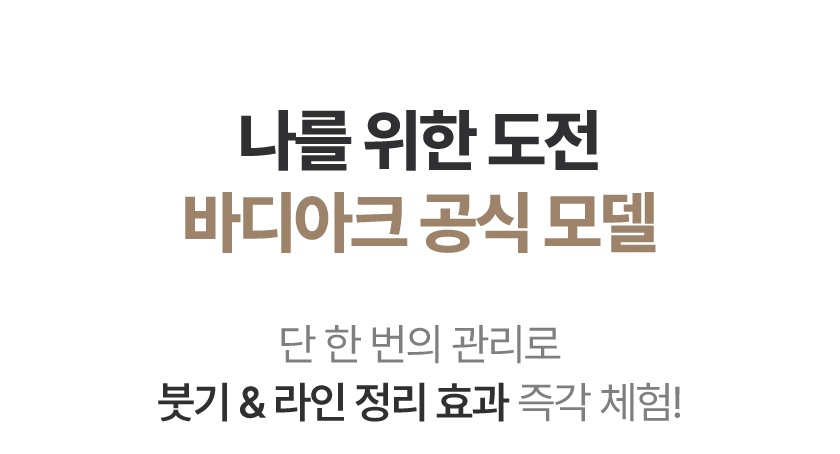 나를 위한 도전
바디아크 공식 모델
단 한 번의 관리로
붓기 & 라인 정리 효과 즉각 체험!